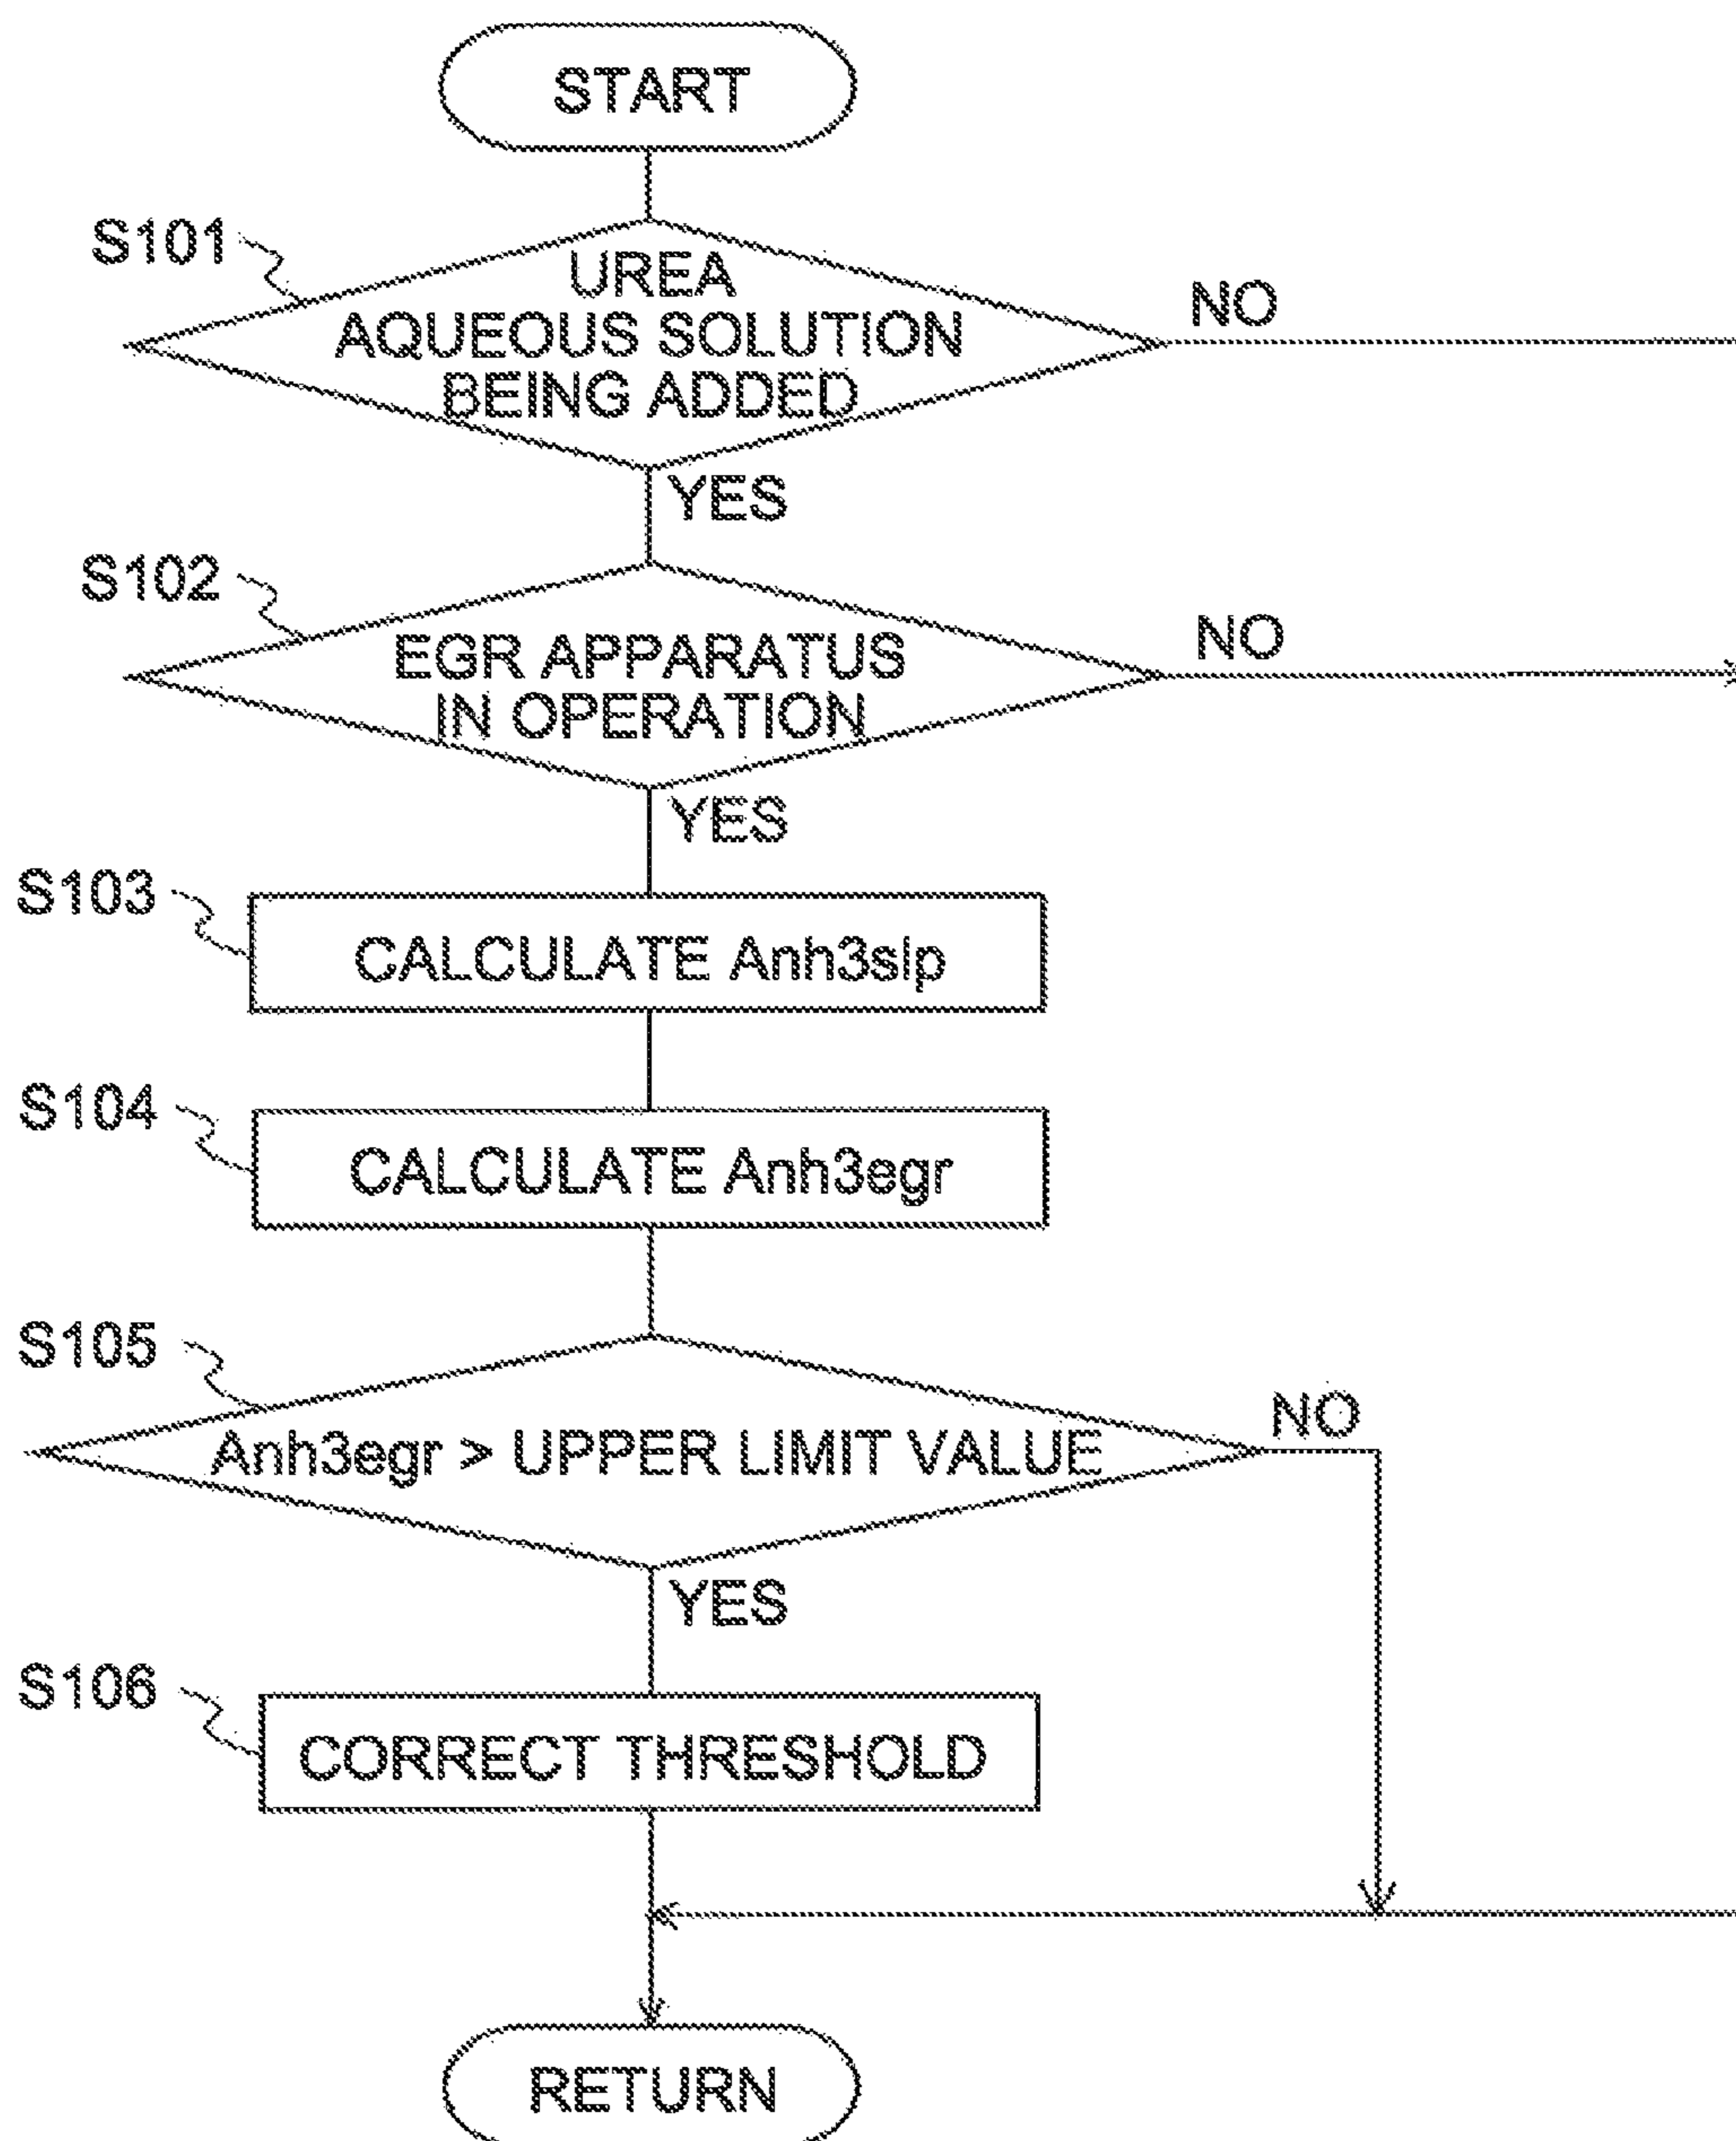 START
S101
UREA
AQUEOUS SOLUTION
BEING ADDED
NO
YES
S102
EGR APPARATUS
IN OPERATION
NO
YES
S103
CALCULATE Anh3slp
S104
CALCULATE Anh3egr
S105
Anh3egr > UPPER LIMIT VALUE
NO
YES
S106
CORRECT THRESHOLD
RETURN